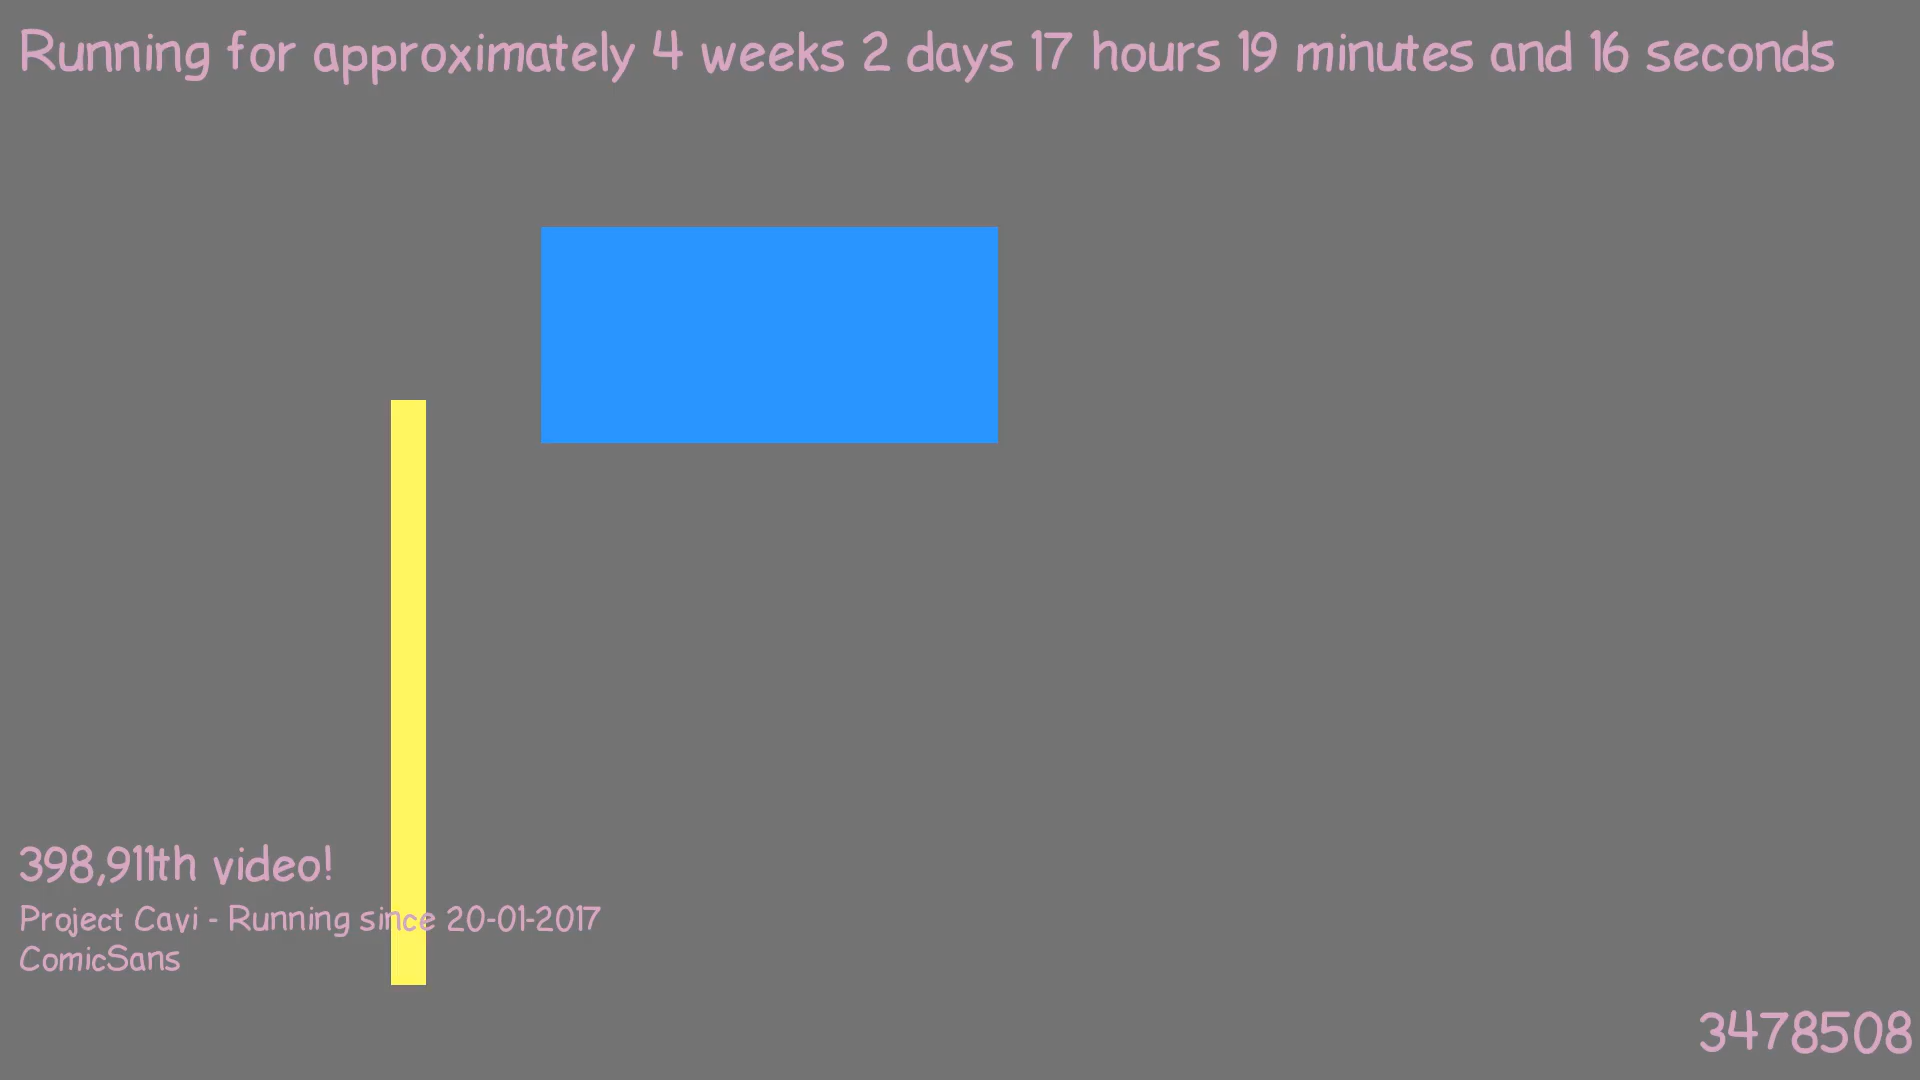 Running for approximately 4 weeks 2 days 17 hours 19 minutes and 16 seconds
398,911th video!
Project Cavi - Running since 20-01-2017
ComicSans
3478508